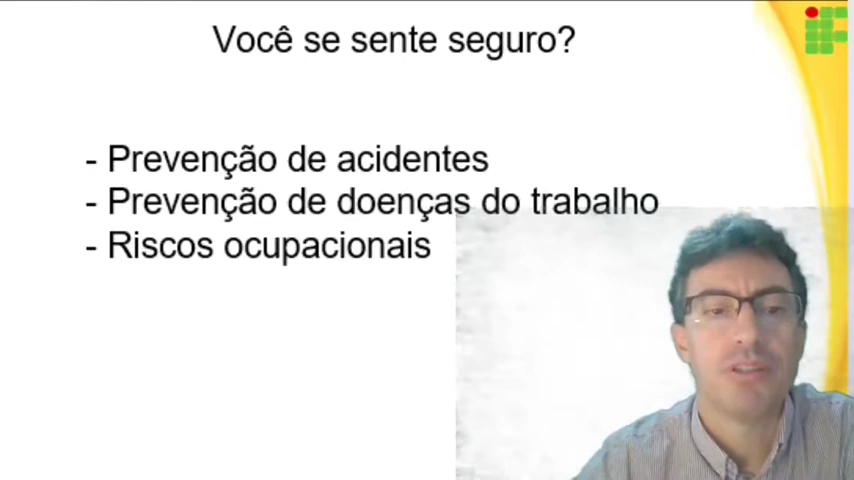 Você se sente seguro?
- Prevenção de acidentes
- Prevenção de doenças do trabalho
- Riscos ocupacionais